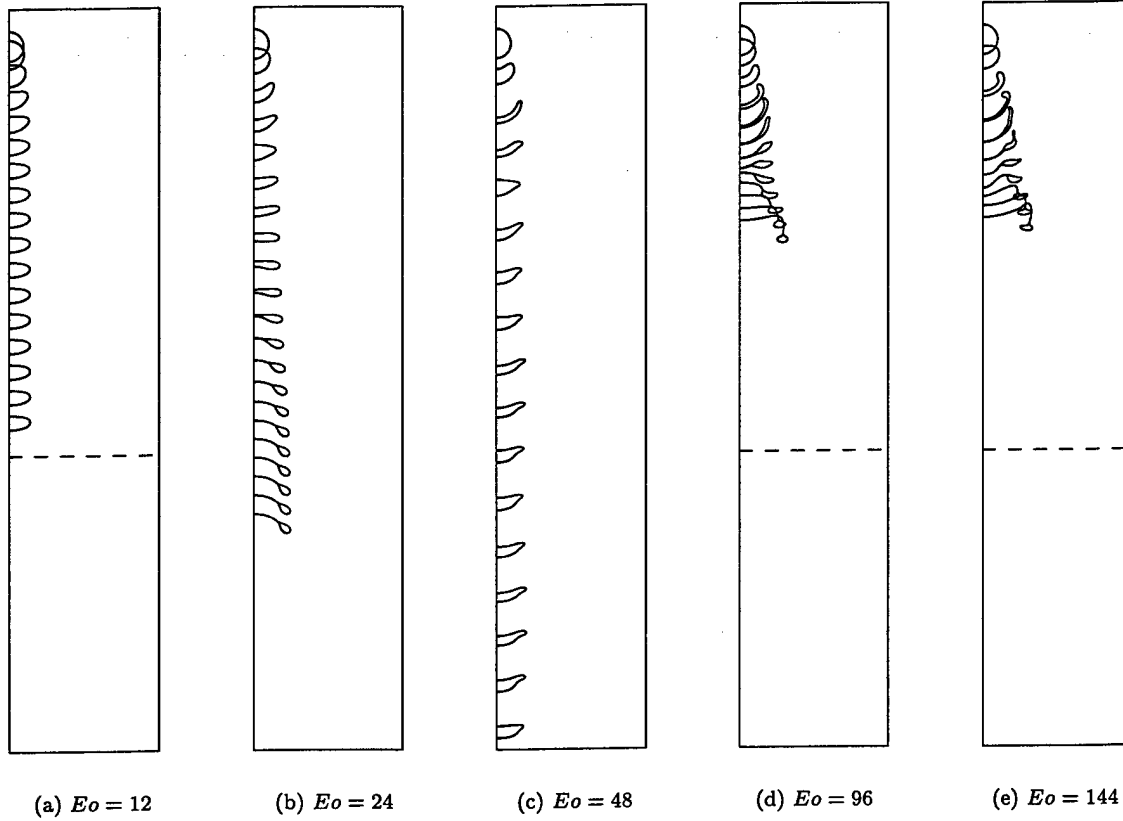 (a) Eo = 12
(b) Eo = 24
(c) Eo = 48
(d) Eo = 96
(e) Eo = 144